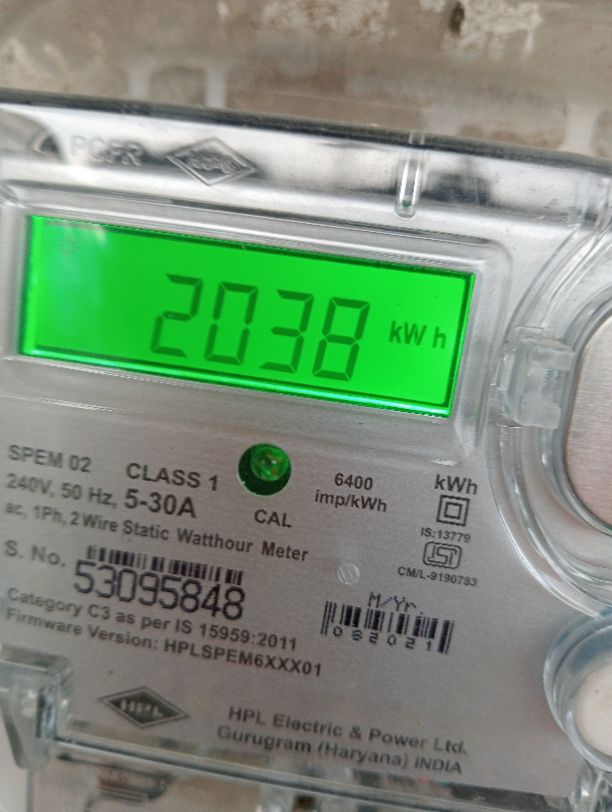 HPL
2038 kWh
SPEM 02 CLASS 1
6400
imp/kWh
kWh
240V, 50 Hz, 5-30A
ac, 1Ph, 2 Wire Static Watthour Meter
CAL
IS:13779
ISI
CM/L-9190783
S. No.
53095848
M/Yr.
082021
Category C3 as per IS 15959:2011
Firmware Version: HPLSPEM6XXX01
HPL
HPL Electric & Power Ltd.
Gurugram (Haryana) INDIA